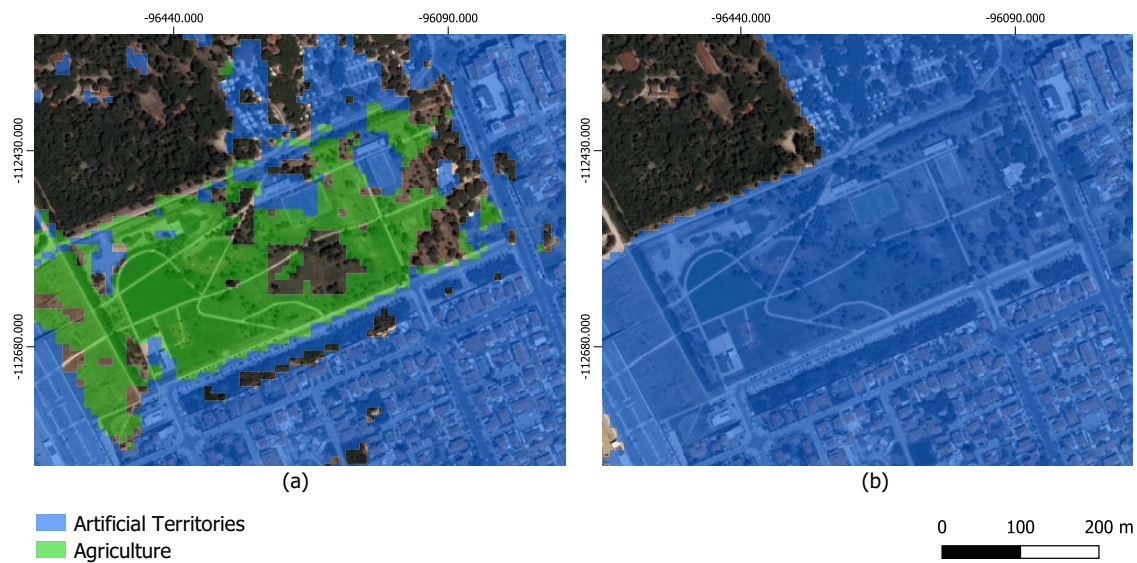 -96440.000 -96090.000 -96440.000 -96090.000
-112430.000 -112430.000
-112680.000 -112680.000
(a) (b)
Artificial Territories
Agriculture
0 100 200 m